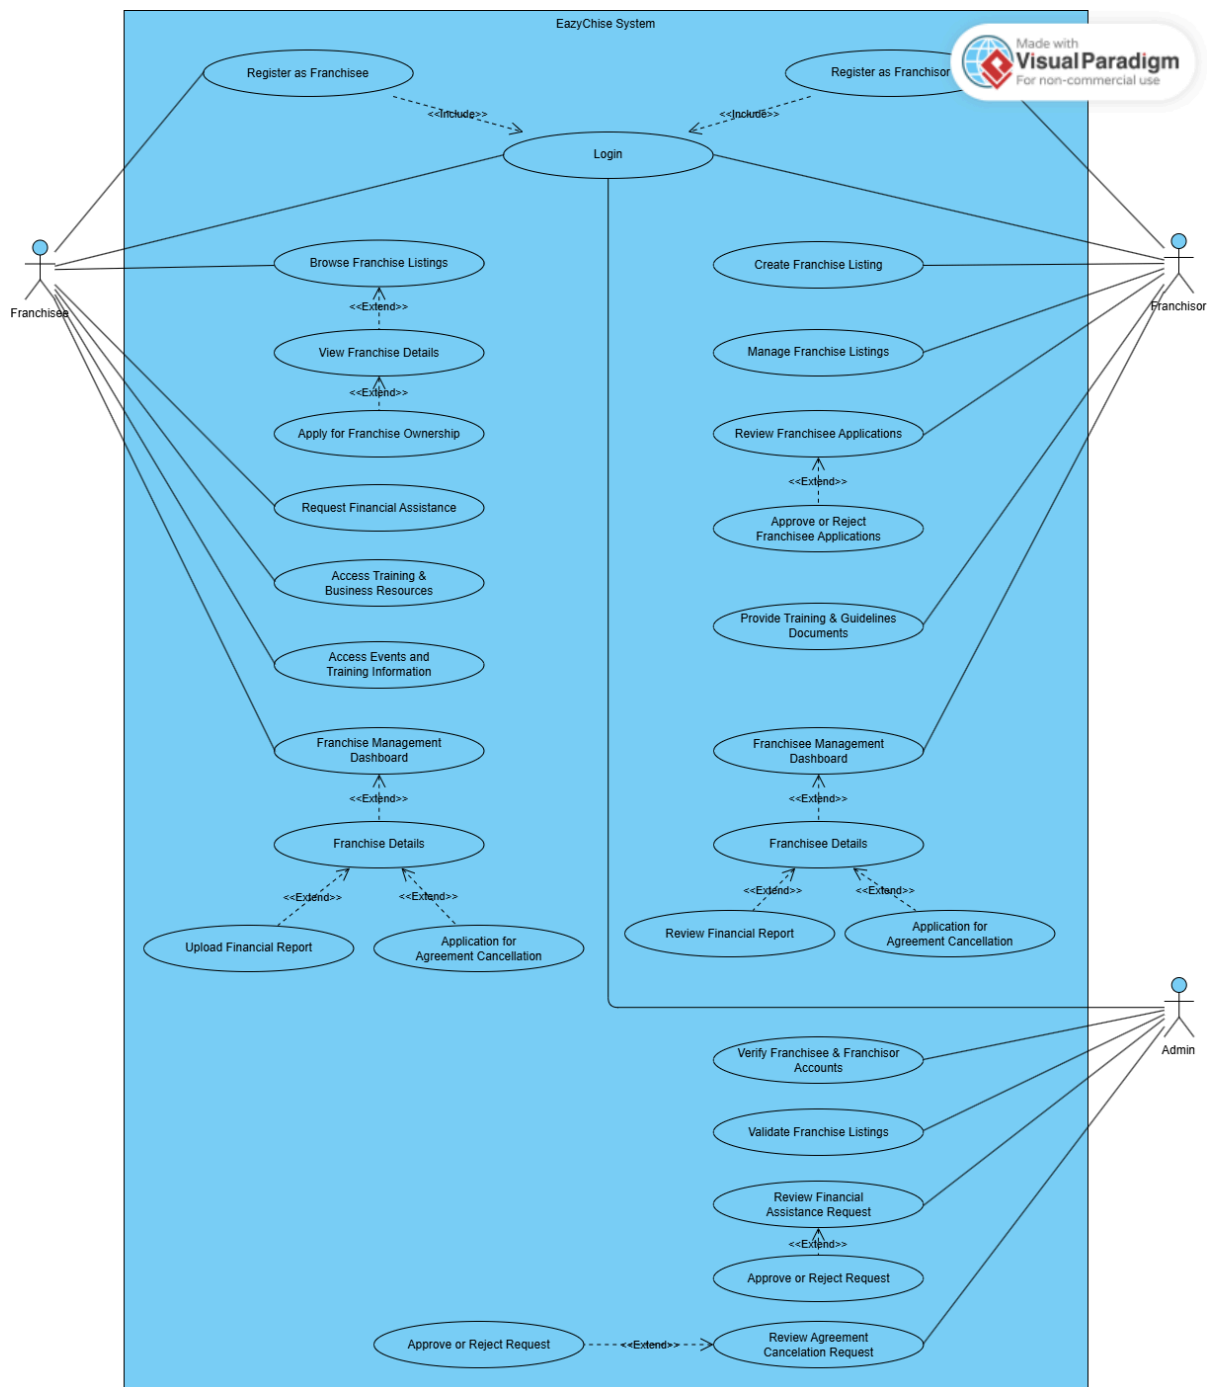 EazyChise System
Made with
Visual Paradigm
For non-commercial use
Register as Franchisee
Register as Franchisor
<<Include>>
<<Include>>
Login
Franchisee
Franchisor
Browse Franchise Listings
Create Franchise Listing
<<Extend>>
View Franchise Details
Manage Franchise Listings
<<Extend>>
Apply for Franchise Ownership
Review Franchisee Applications
<<Extend>>
Request Financial Assistance
Approve or Reject
Franchisee Applications
Access Training &
Business Resources
Provide Training & Guidelines
Documents
Access Events and
Training Information
Franchise Management
Dashboard
Franchisee Management
Dashboard
<<Extend>>
<<Extend>>
Franchise Details
Franchisee Details
<<Extend>>
<<Extend>>
<<Extend>>
<<Extend>>
Upload Financial Report
Application for
Agreement Cancellation
Review Financial Report
Application for
Agreement Cancellation
Admin
Verify Franchisee & Franchisor
Accounts
Validate Franchise Listings
Review Financial
Assistance Request
<<Extend>>
Approve or Reject Request
Approve or Reject Request
<<Extend>>
Review Agreement
Cancelation Request